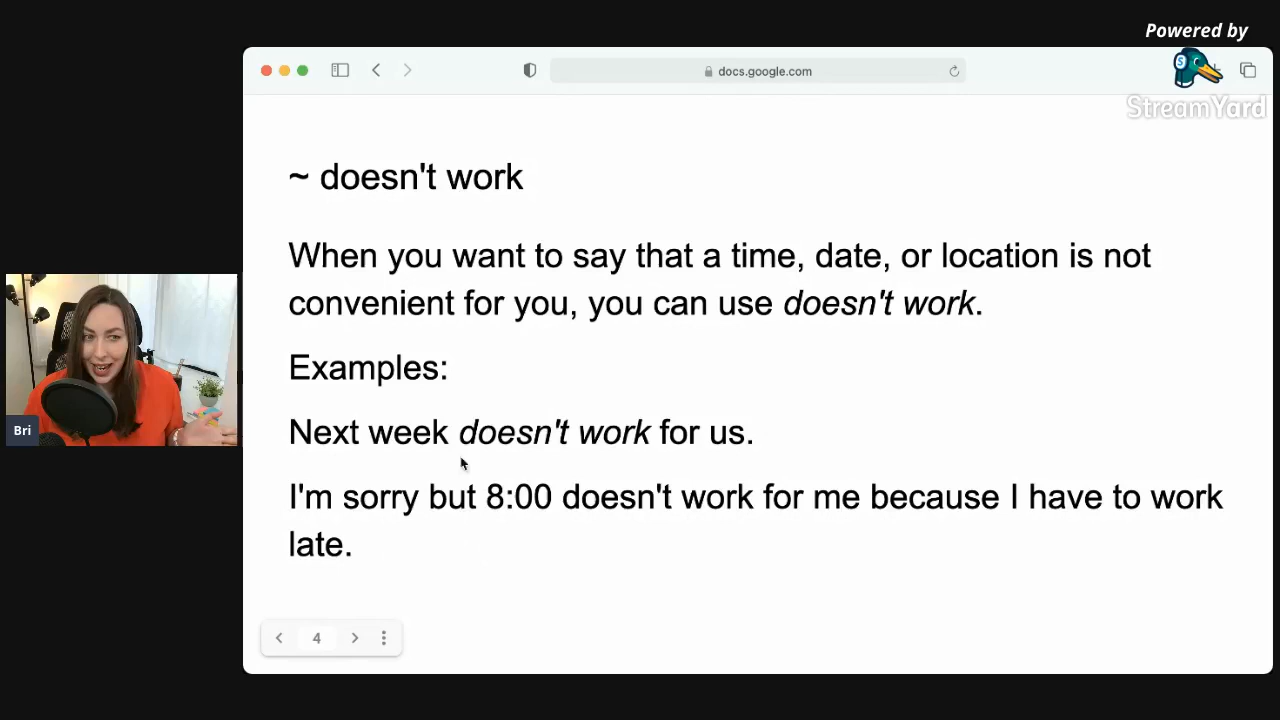 Powered by
docs.google.com
StreamYard
~ doesn't work
When you want to say that a time, date, or location is not
convenient for you, you can use doesn't work.
Examples:
Next week doesn't work for us.
I'm sorry but 8:00 doesn't work for me because I have to work
late.
Bri
4